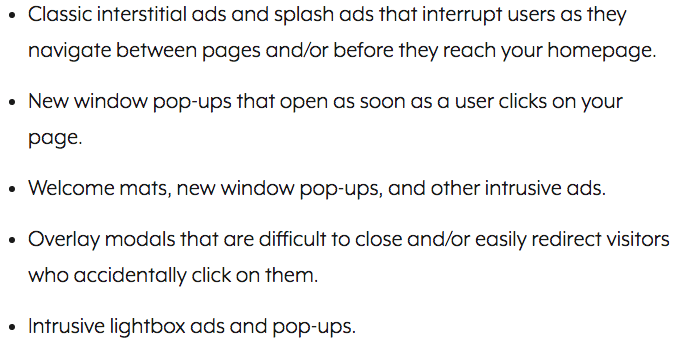 • Classic interstitial ads and splash ads that interrupt users as they
navigate between pages and/or before they reach your homepage.
• New window pop-ups that open as soon as a user clicks on your
page.
• Welcome mats, new window pop-ups, and other intrusive ads.
• Overlay modals that are difficult to close and/or easily redirect visitors
who accidentally click on them.
• Intrusive lightbox ads and pop-ups.